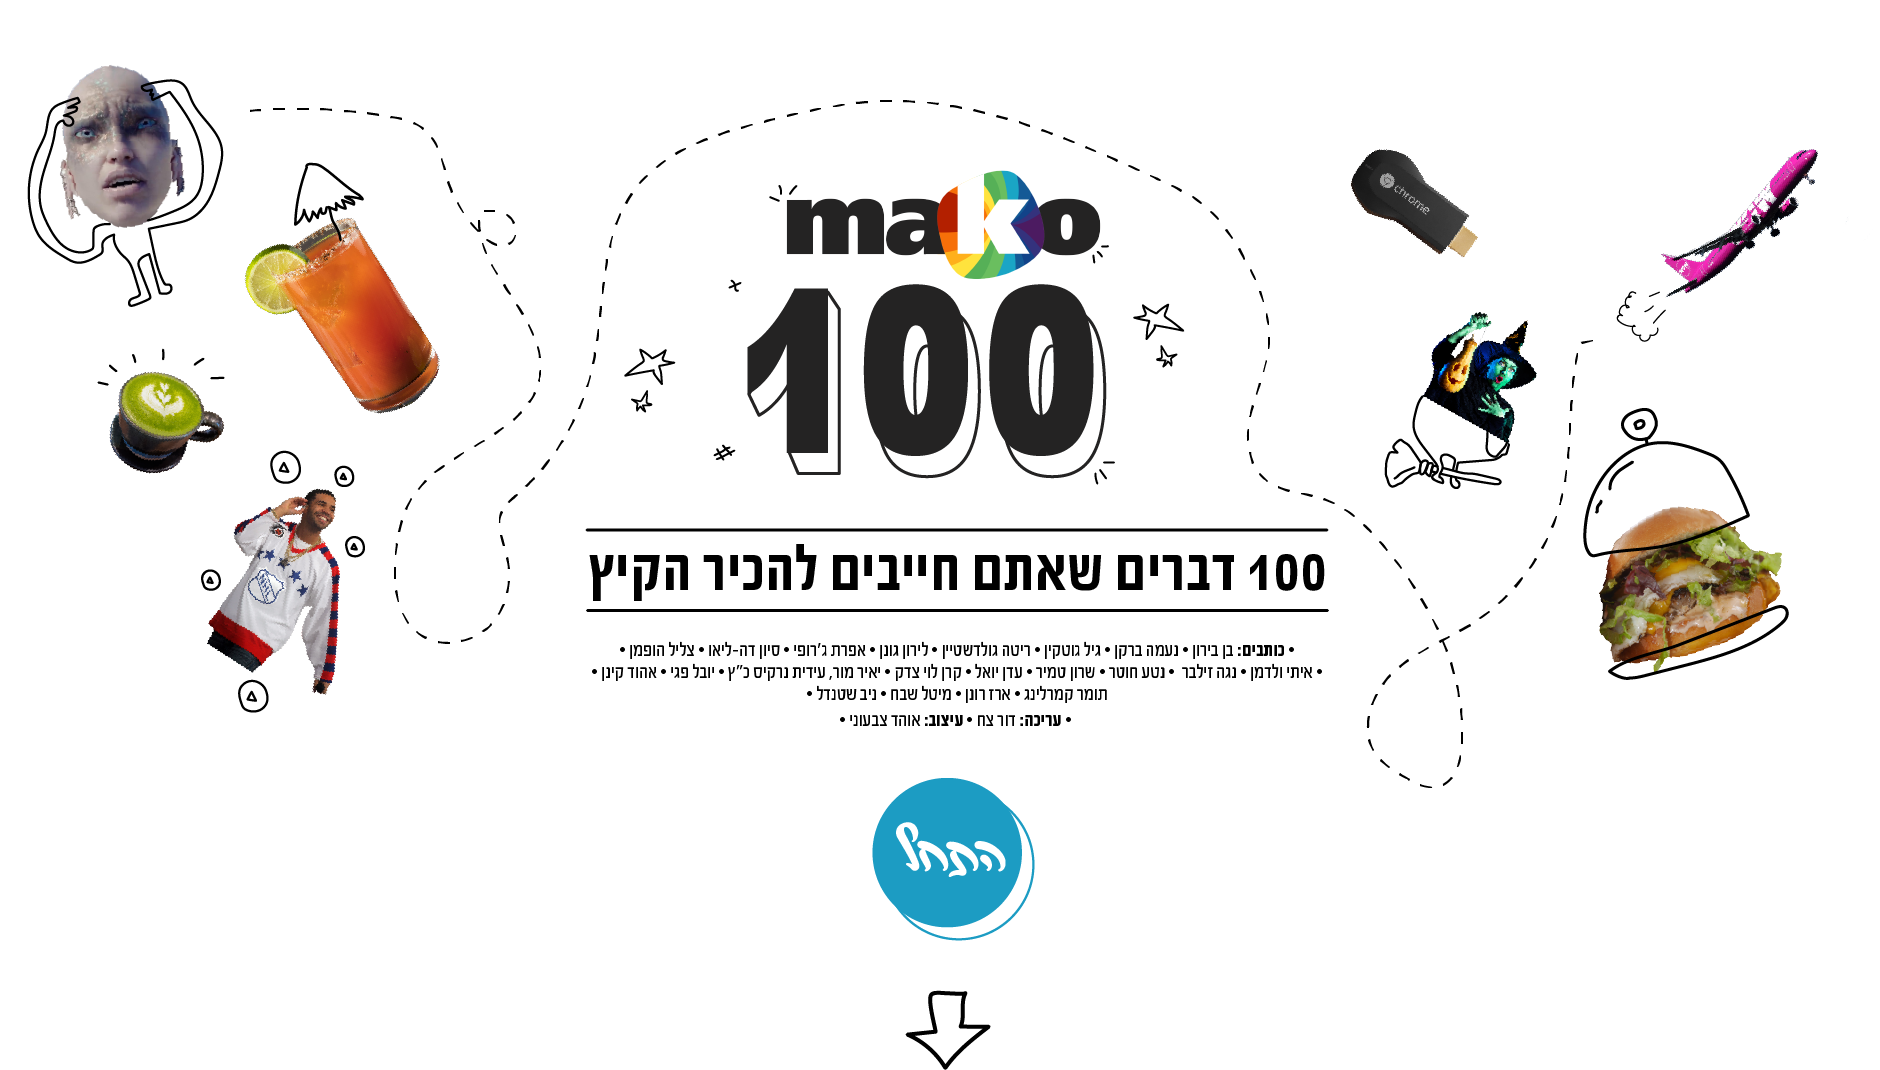 mako
100
100 דברים שאתם חייבים להכיר הקיץ
• כותבים: בן בירון • נעמה ברקן • גיל גוטקין • ריטה גולדשטיין • לירון גונן • אפרת ג'רופי • סיון דה-ליאו • צליל הופמן •
• איתי ולדמן • נגה זילבר • נטע חוטר • שרון טמיר • עדן יואל • קרן לוי צדק • יאיר מור, עידית נרקיס כ"ץ • יובל פגי • אהוד קינן •
תומר קמרלינג • ארז רונן • מיטל שבח • ניב שטנדל •
• עריכה: דור צח • עיצוב: אוהד צבעוני •
התחל
chrome